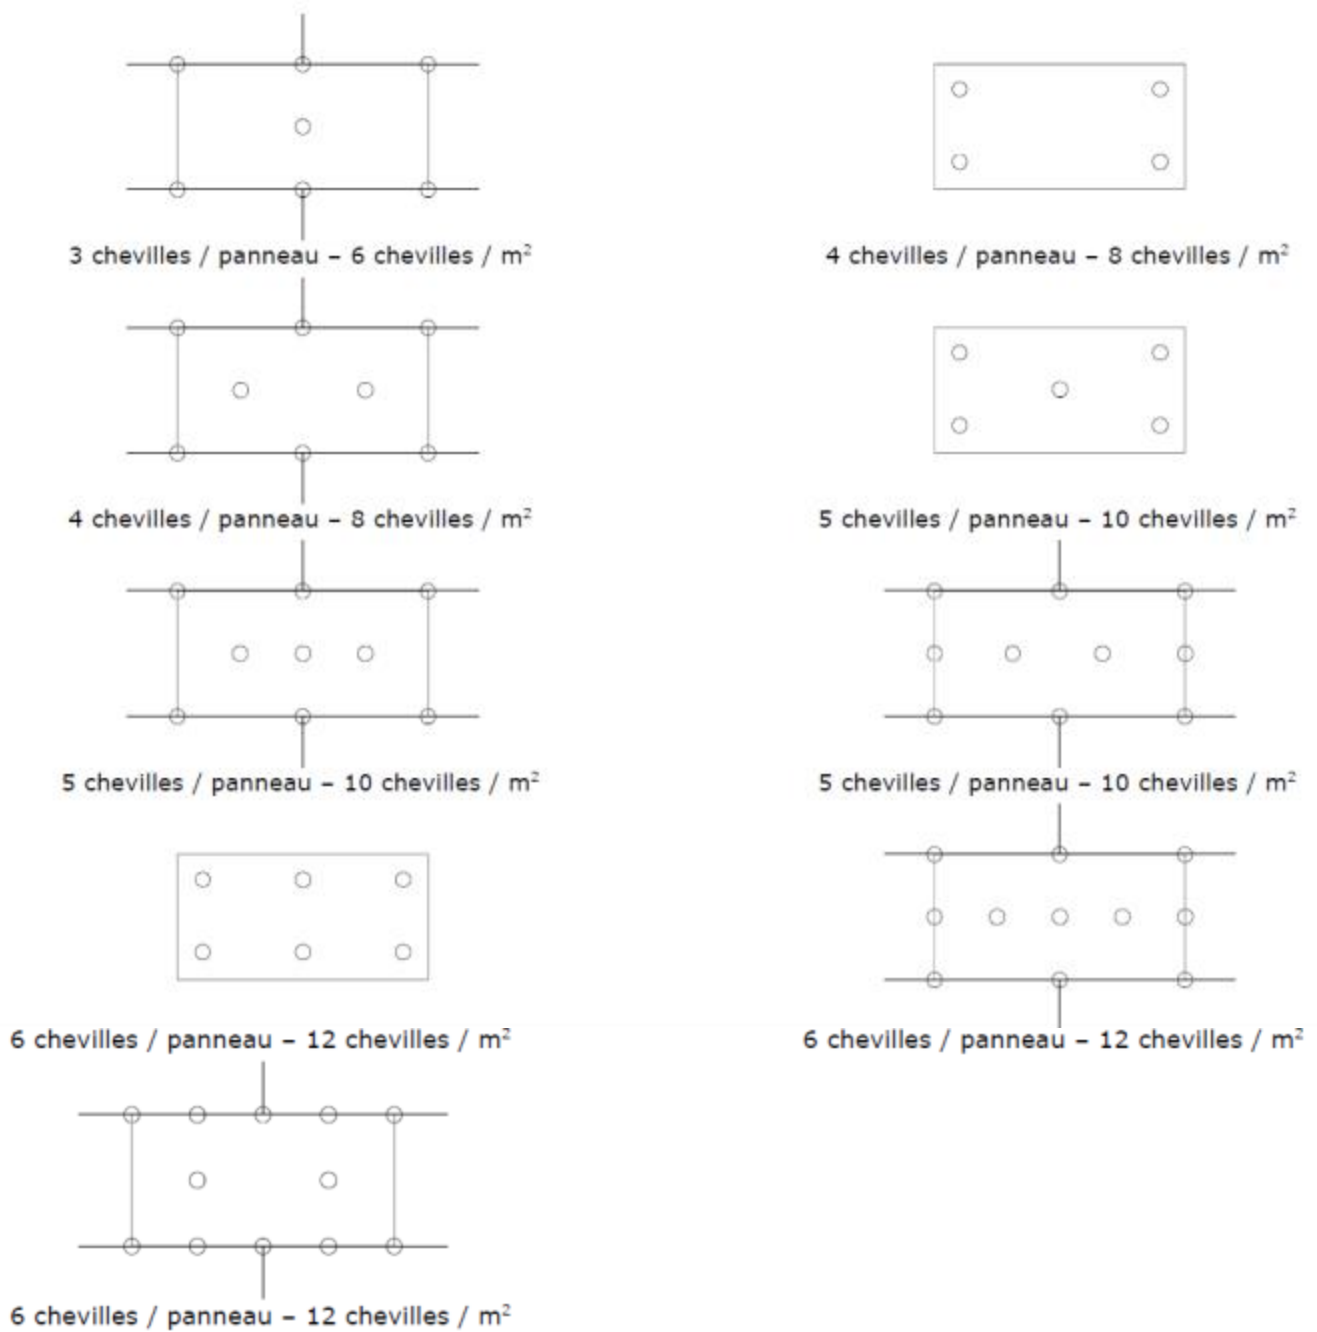 3 chevilles / panneau – 6 chevilles / m²
4 chevilles / panneau – 8 chevilles / m²
4 chevilles / panneau – 8 chevilles / m²
5 chevilles / panneau – 10 chevilles / m²
5 chevilles / panneau – 10 chevilles / m²
5 chevilles / panneau – 10 chevilles / m²
6 chevilles / panneau – 12 chevilles / m²
6 chevilles / panneau – 12 chevilles / m²
6 chevilles / panneau – 12 chevilles / m²